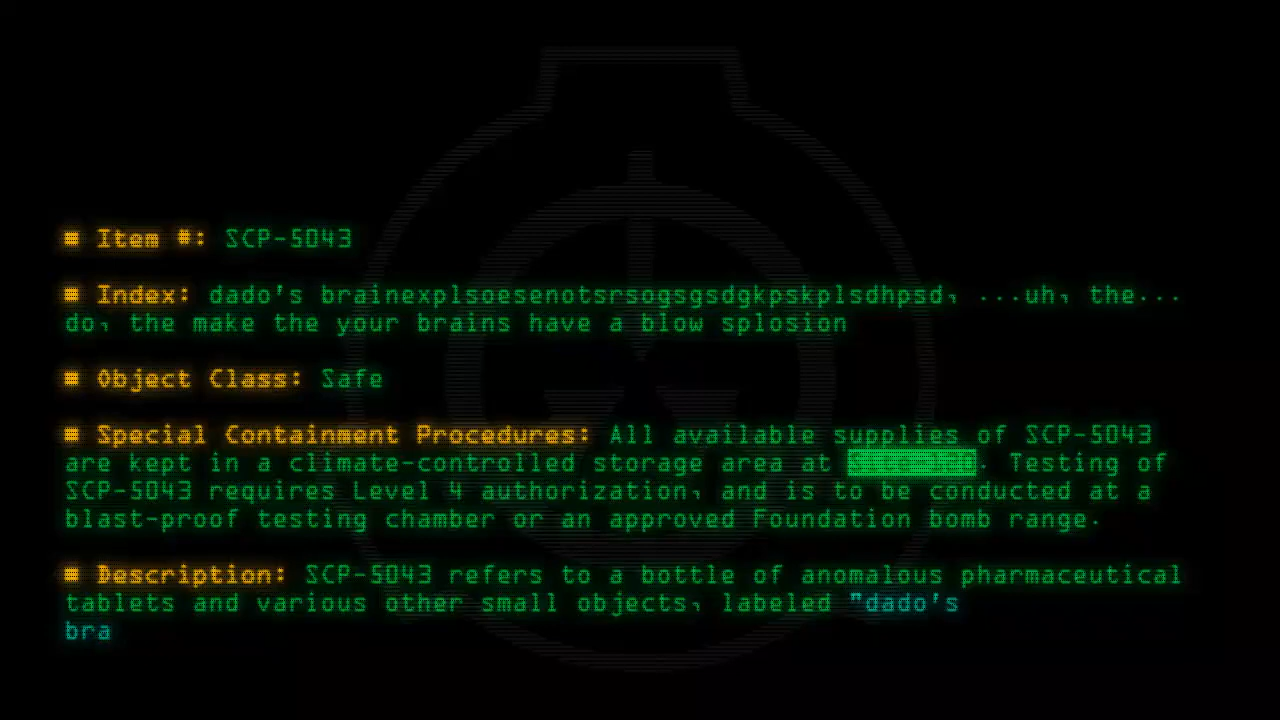 ■ Item #: SCP-5043
■ Index: dado's brainexplsoesenotsrsogsgsdgkpskplsdhpsd, ...uh, the...
do, the make the your brains have a blow splosion
■ Object Class: Safe
■ Special Containment Procedures: All available supplies of SCP-5043
are kept in a climate-controlled storage area at . Testing of
SCP-5043 requires Level 4 authorization, and is to be conducted at a
blast-proof testing chamber or an approved Foundation bomb range.
■ Description: SCP-5043 refers to a bottle of anomalous pharmaceutical
tablets and various other small objects, labeled "dado's
bra